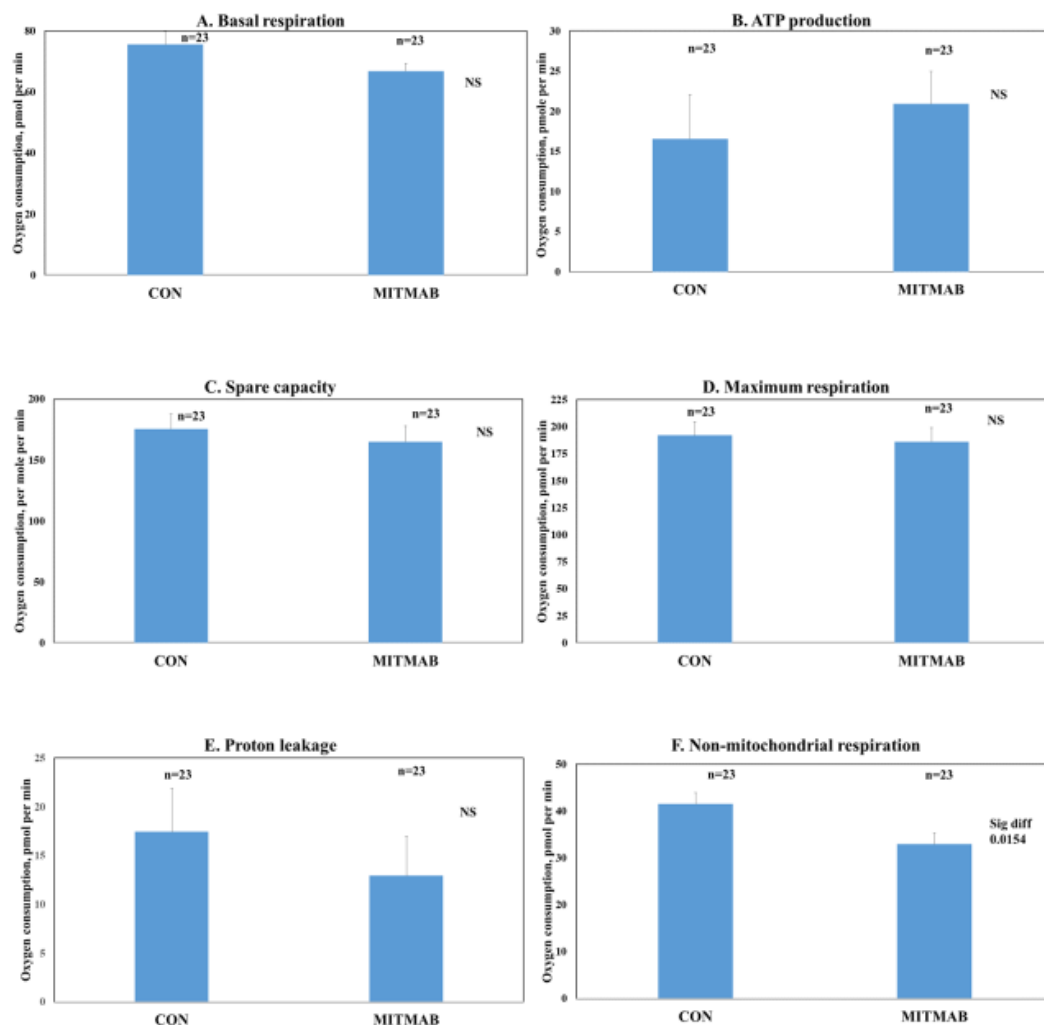 A. Basal respiration
Oxygen consumption, pmol per min
80
60
40
20
0
n=23
n=23
NS
CON
MITMAB
B. ATP production
Oxygen consumption, pmole per min
30
25
20
15
10
5
0
n=23
n=23
NS
CON
MITMAB
C. Spare capacity
Oxygen consumption, per mole per min
200
150
100
50
0
n=23
n=23
NS
CON
MITMAB
D. Maximum respiration
Oxygen consumption, pmol per min
225
200
175
150
125
100
75
50
25
0
n=23
n=23
NS
CON
MITMAB
E. Proton leakage
Oxygen consumption, pmol per min
25
20
15
10
5
0
n=23
n=23
NS
CON
MITMAB
F. Non-mitochondrial respiration
Oxygen consumption, pmol per min
50
40
30
20
10
0
n=23
n=23
Sig diff
0.0154
CON
MITMAB